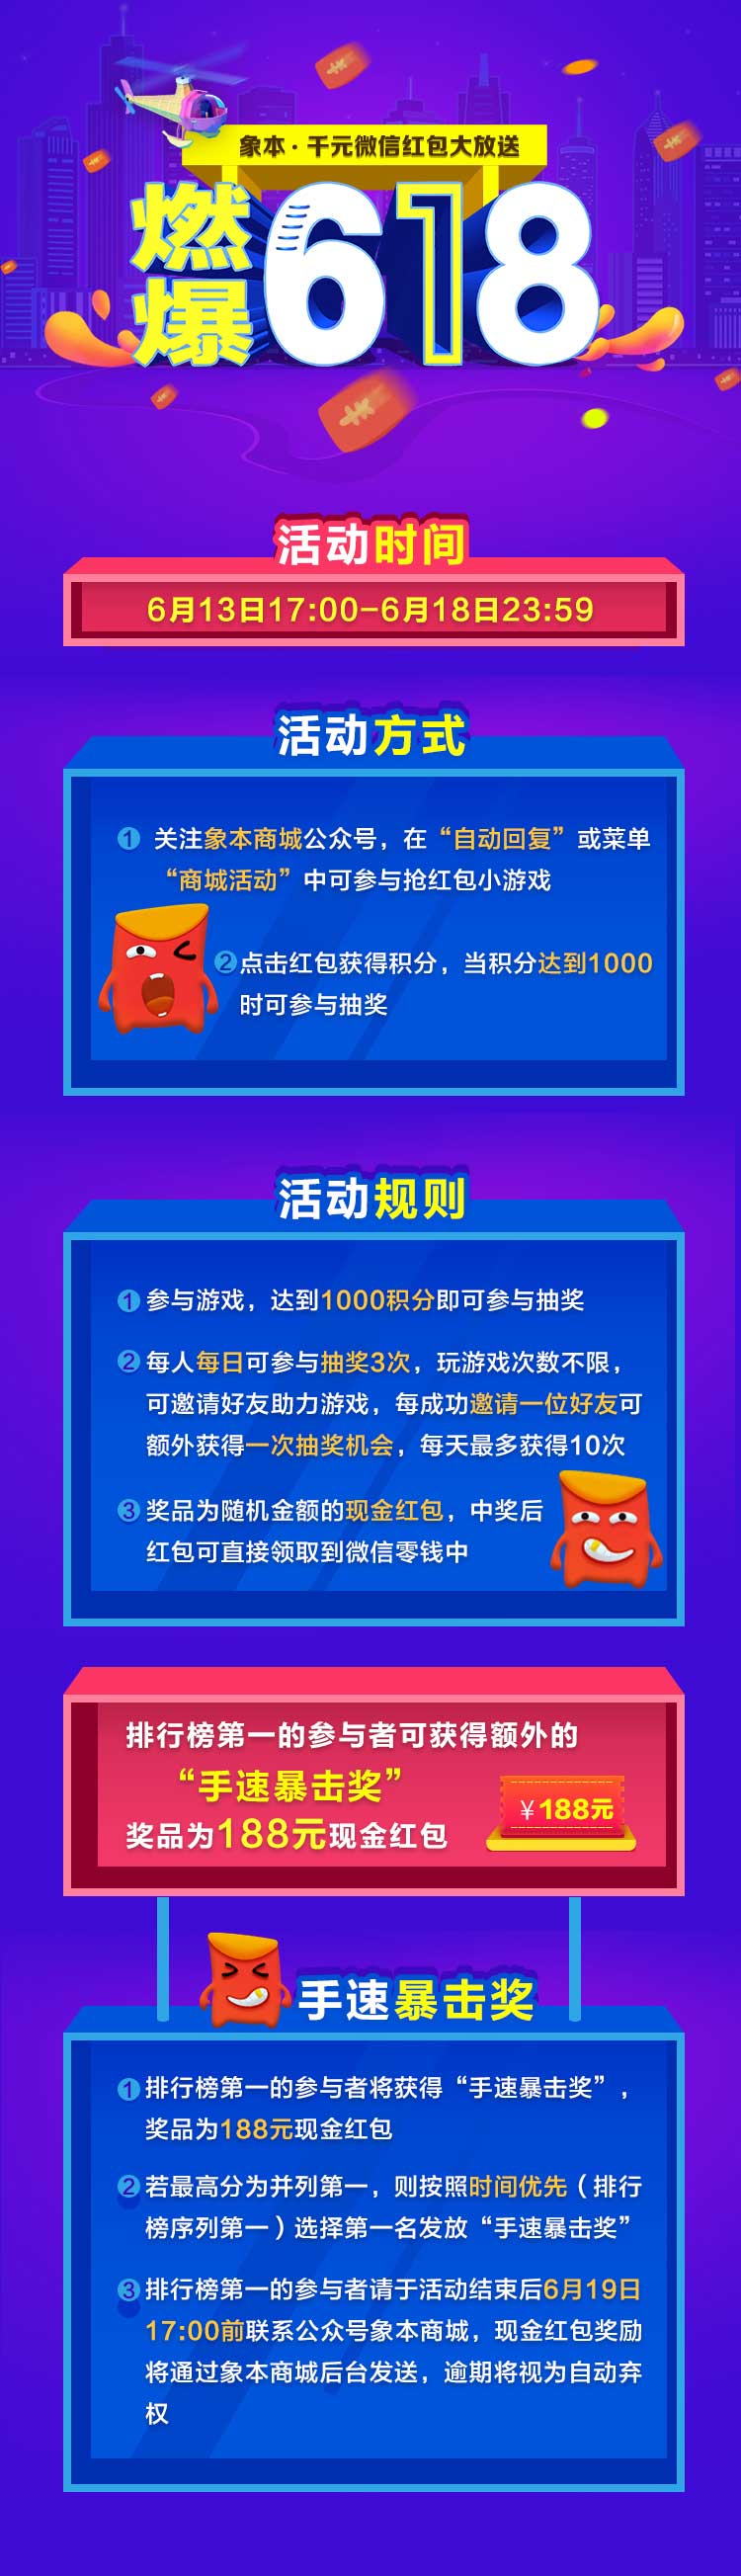 象本·千元微信红包大放送
燃爆618
活动时间
6月13日17:00-6月18日23:59
活动方式
① 关注象本商城公众号，在“自动回复”或菜单
“商城活动”中可参与抢红包小游戏
② 点击红包获得积分，当积分达到1000
时可参与抽奖
活动规则
① 参与游戏，达到1000积分即可参与抽奖
② 每人每日可参与抽奖3次，玩游戏次数不限，
可邀请好友助力游戏，每成功邀请一位好友可
额外获得一次抽奖机会，每天最多获得10次
③ 奖品为随机金额的现金红包，中奖后
红包可直接领取到微信零钱中
排行榜第一的参与者可获得额外的
“手速暴击奖”
奖品为188元现金红包
¥188元
手速暴击奖
① 排行榜第一的参与者将获得“手速暴击奖”，
奖品为188元现金红包
② 若最高分为并列第一，则按照时间优先（排行
榜序列第一）选择第一名发放“手速暴击奖”
③ 排行榜第一的参与者请于活动结束后6月19日
17:00前联系公众号象本商城，现金红包奖励
将通过象本商城后台发送，逾期将视为自动弃
权